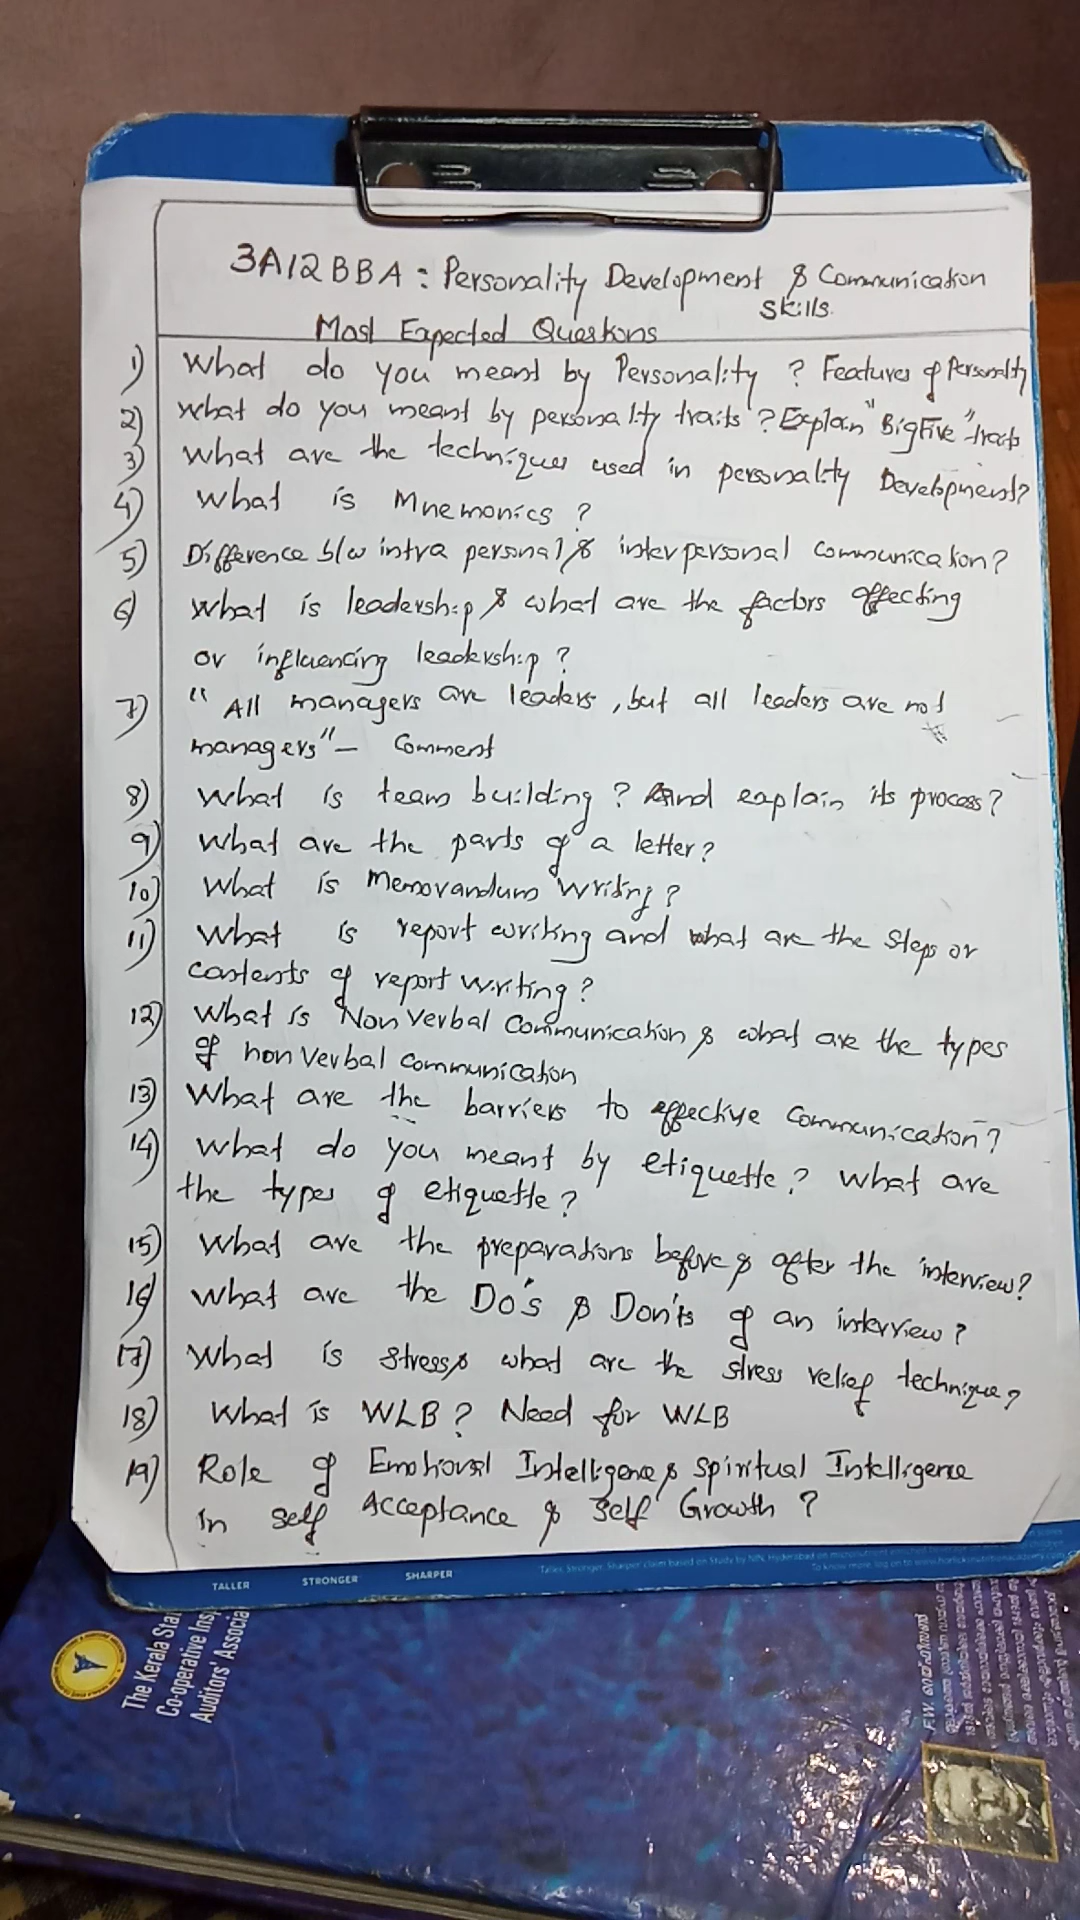 3A12BBA : Personality Development & Communication
Skills.
Most Expected Questions
1) What do you meant by Personality ? Features of Personality
2) What do you meant by personality traits ? Explain "Big Five" traits
3) What are the techniques used in personality Development?
4) What is Mnemonics ?
5) Difference b/w intra personal & inter personal communication?
6) What is leadership & what are the factors affecting
or influencing leadership ?
7) "All managers are leaders, but all leaders are not
managers" - Comment
8) What is team building ? And explain its process?
9) What are the parts of a letter?
10) What is Memorandum Writing?
11) What is report writing and what are the steps or
contents of report writing?
12) What is Non Verbal Communication & what are the types
of non Verbal communication
13) What are the barriers to effective Communication?
14) What do you meant by etiquette? What are
the types of etiquette?
15) What are the preparations before & after the interview?
16) What are the Do's & Don'ts of an interview?
17) What is stress & what are the stress relief technique?
18) What is WLB? Need for WLB
19) Role of Emotional Intelligence & Spiritual Intelligence
in self Acceptance & Self Growth ?
TALLER STRONGER SHARPER
The Kerala Stat
Co-operative Insp
Auditors' Associa